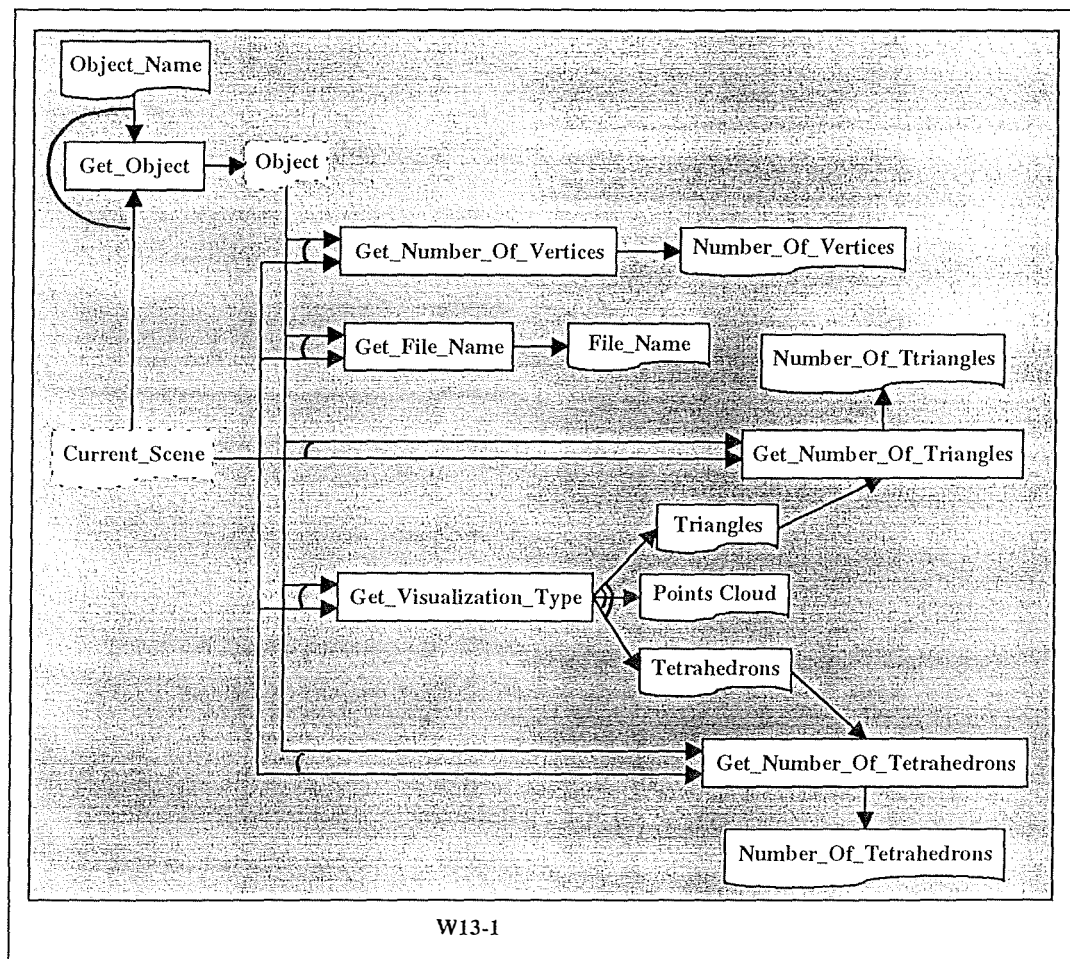 Object_Name
Get_Object
Object
Get_Number_Of_Vertices
Number_Of_Vertices
Get_File_Name
File_Name
Number_Of_Ttriangles
Current_Scene
Get_Number_Of_Triangles
Triangles
Get_Visualization_Type
Points Cloud
Tetrahedrons
Get_Number_Of_Tetrahedrons
Number_Of_Tetrahedrons
W13-1